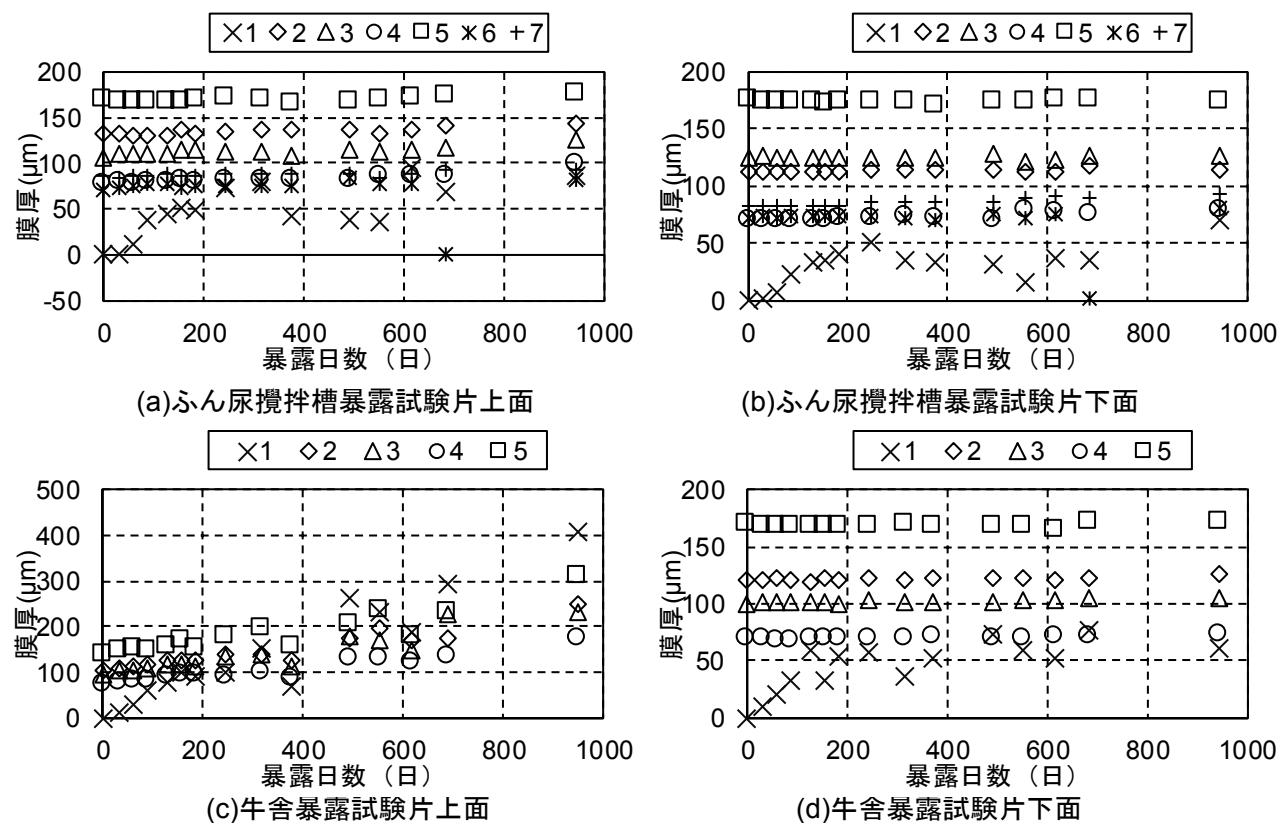 ×1 ◇2 △3 ○4 □5 ∗6 +7
200
150
100
50
0
-50
膜厚(μm)
0 200 400 600 800 1000
暴露日数（日）
(a)ふん尿攪拌槽暴露試験片上面
×1 ◇2 △3 ○4 □5 ∗6 +7
200
150
100
50
0
膜厚(μm)
0 200 400 600 800 1000
暴露日数（日）
(b)ふん尿攪拌槽暴露試験片下面
×1 ◇2 △3 ○4 □5
500
400
300
200
100
0
膜厚(μm)
0 200 400 600 800 1000
暴露日数（日）
(c)牛舎暴露試験片上面
×1 ◇2 △3 ○4 □5
200
150
100
50
0
膜厚(μm)
0 200 400 600 800 1000
暴露日数（日）
(d)牛舎暴露試験片下面